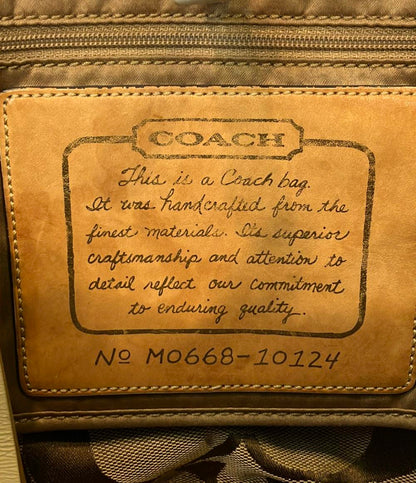 COACH
This is a Coach bag.
It was handcrafted from the
finest materials. Its superior
craftsmanship and attention to
detail reflect our commitment
to enduring quality.
No M0668-10124